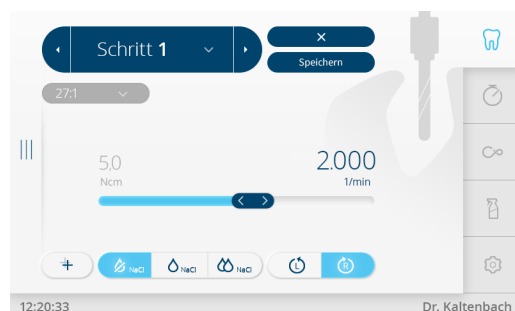 Schritt 1
×
Speichern
27:1
5,0
Ncm
2.000
1/min
NaCl
NaCl
NaCl
L
R
12:20:33
Dr. Kaltenbach